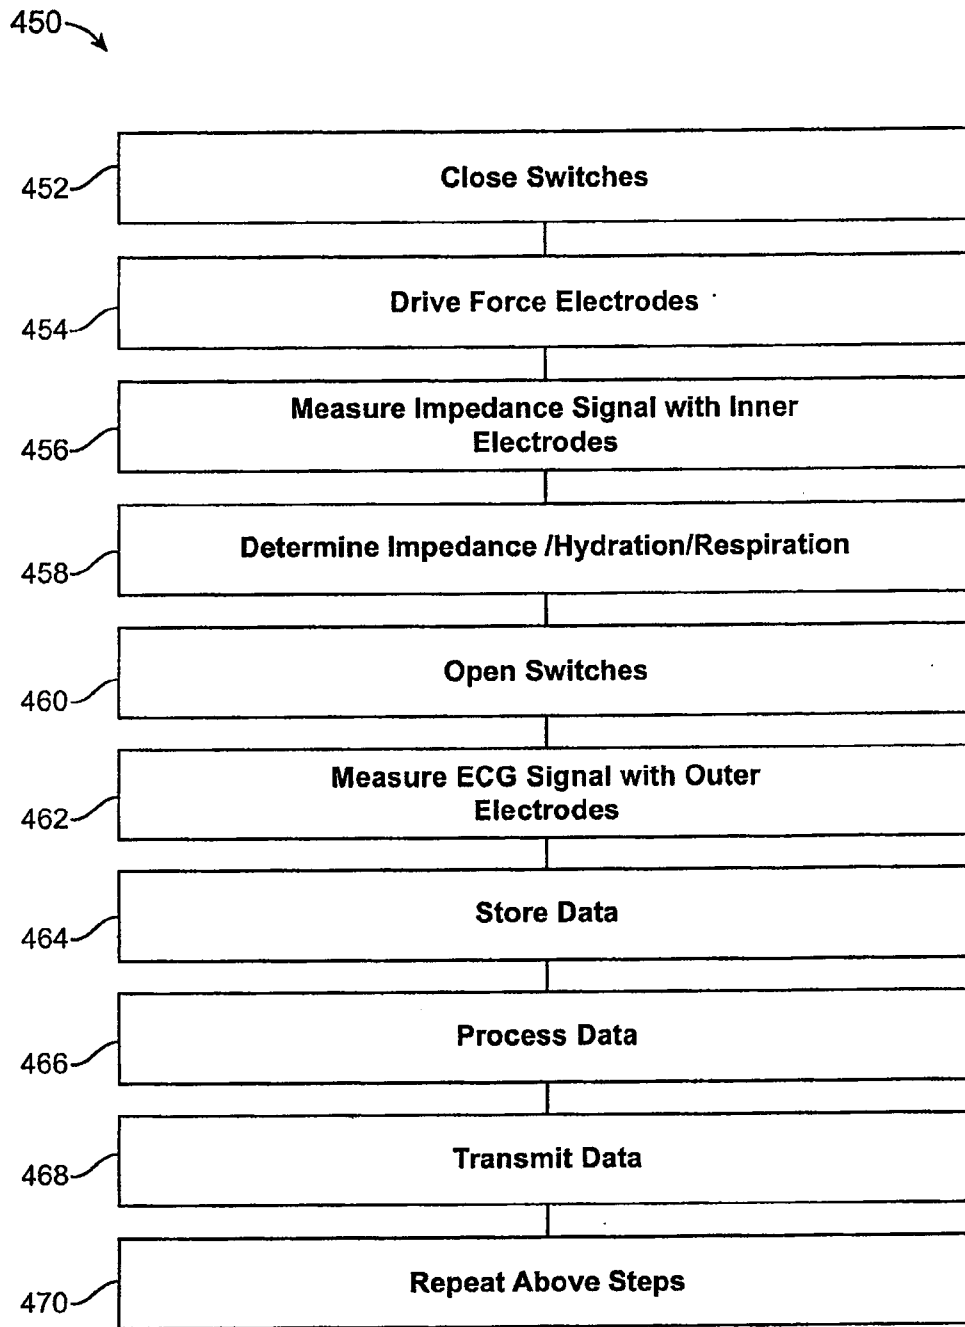 450
452
Close Switches
454
Drive Force Electrodes
456
Measure Impedance Signal with Inner
Electrodes
458
Determine Impedance /Hydration/Respiration
460
Open Switches
462
Measure ECG Signal with Outer
Electrodes
464
Store Data
466
Process Data
468
Transmit Data
470
Repeat Above Steps